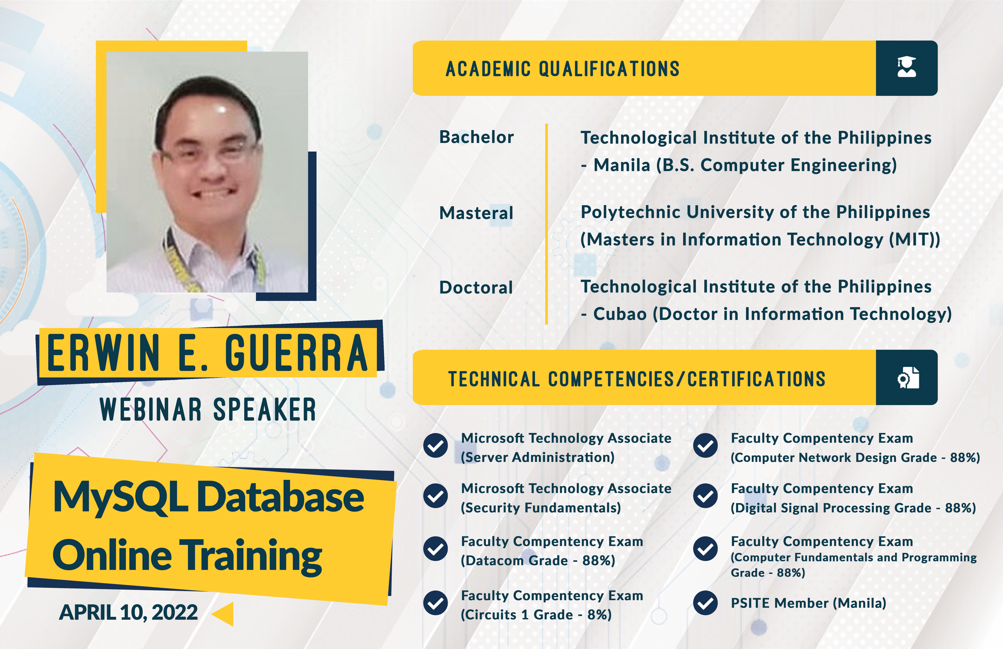 ERWIN E. GUERRA
WEBINAR SPEAKER
MySQL Database
Online Training
APRIL 10, 2022
ACADEMIC QUALIFICATIONS
Bachelor
Technological Institute of the Philippines
- Manila (B.S. Computer Engineering)
Masteral
Polytechnic University of the Philippines
(Masters in Information Technology (MIT))
Doctoral
Technological Institute of the Philippines
- Cubao (Doctor in Information Technology)
TECHNICAL COMPETENCIES/CERTIFICATIONS
Microsoft Technology Associate
(Server Administration)
Microsoft Technology Associate
(Security Fundamentals)
Faculty Compentency Exam
(Datacom Grade - 88%)
Faculty Compentency Exam
(Circuits 1 Grade - 8%)
Faculty Compentency Exam
(Computer Network Design Grade - 88%)
Faculty Compentency Exam
(Digital Signal Processing Grade - 88%)
Faculty Compentency Exam
(Computer Fundamentals and Programming
Grade - 88%)
PSITE Member (Manila)